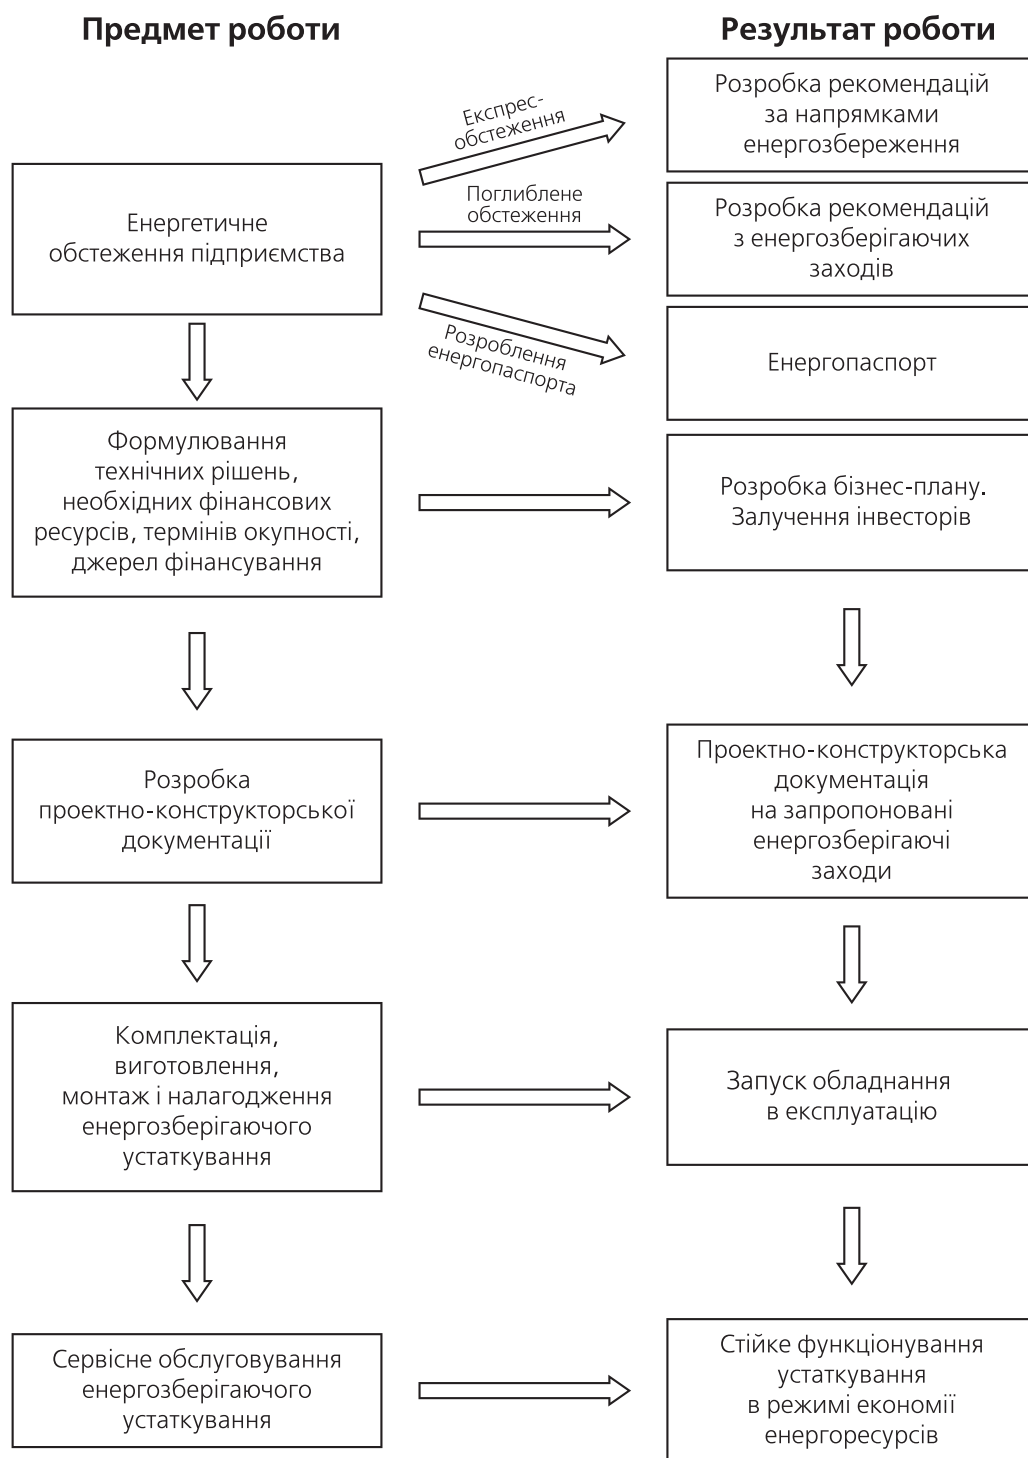 Предмет роботи
Результат роботи
Експрес-
обстеження
Розробка рекомендацій
за напрямками
енергозбереження
Енергетичне
обстеження підприємства
Поглиблене
обстеження
Розробка рекомендацій
з енергозберігаючих
заходів
Розроблення
енергопаспорта
Енергопаспорт
Формулювання
технічних рішень,
необхідних фінансових
ресурсів, термінів окупності,
джерел фінансування
Розробка бізнес-плану.
Залучення інвесторів
Розробка
проектно-конструкторської
документації
Проектно-конструкторська
документація
на запропоновані
енергозберігаючі
заходи
Комплектація,
виготовлення,
монтаж і налагодження
енергозберігаючого
устаткування
Запуск обладнання
в експлуатацію
Сервісне обслуговування
енергозберігаючого
устаткування
Стійке функціонування
устаткування
в режимі економії
енергоресурсів